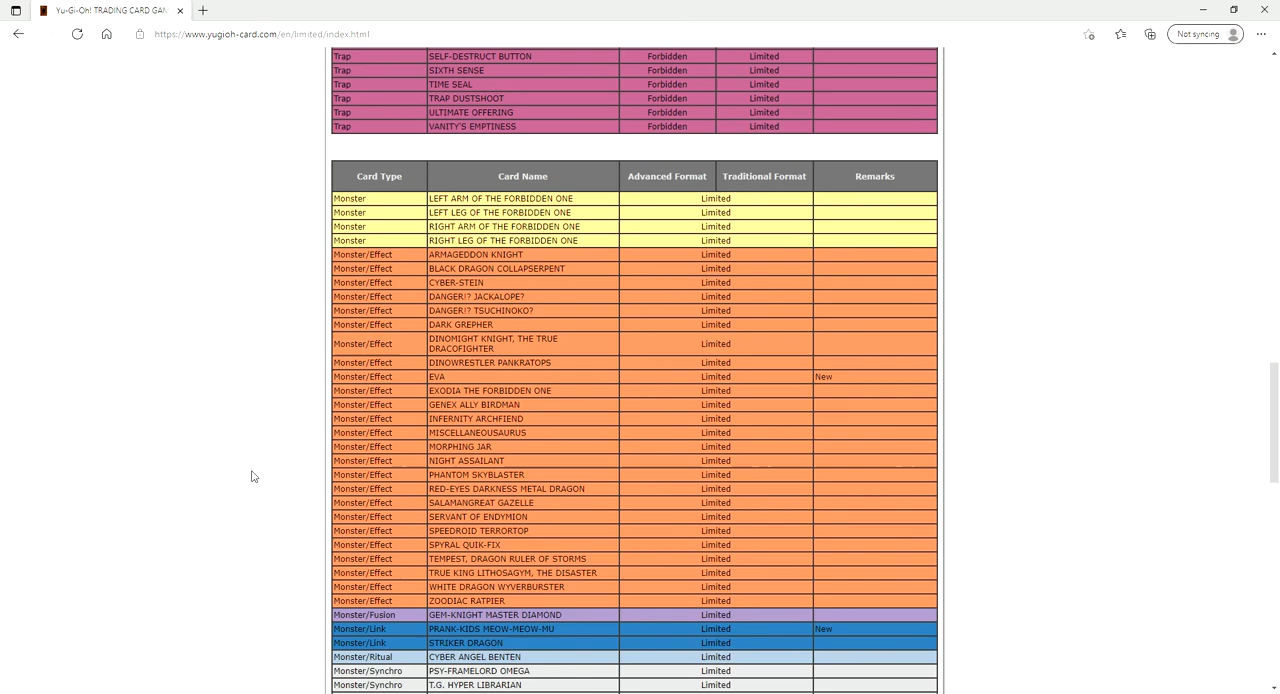 Yu-Gi-Oh! TRADING CARD GAN
https://www.yugioh-card.com/en/limited/index.html
Not syncing
Trap SELF-DESTRUCT BUTTON Forbidden Limited
Trap SIXTH SENSE Forbidden Limited
Trap TIME SEAL Forbidden Limited
Trap TRAP DUSTSHOOT Forbidden Limited
Trap ULTIMATE OFFERING Forbidden Limited
Trap VANITY'S EMPTINESS Forbidden Limited
Card Type Card Name Advanced Format Traditional Format Remarks
Monster LEFT ARM OF THE FORBIDDEN ONE Limited
Monster LEFT LEG OF THE FORBIDDEN ONE Limited
Monster RIGHT ARM OF THE FORBIDDEN ONE Limited
Monster RIGHT LEG OF THE FORBIDDEN ONE Limited
Monster/Effect ARMAGEDDON KNIGHT Limited
Monster/Effect BLACK DRAGON COLLAPSERPENT Limited
Monster/Effect CYBER-STEIN Limited
Monster/Effect DANGER!? JACKALOPE? Limited
Monster/Effect DANGER!? TSUCHINOKO? Limited
Monster/Effect DARK GREPHER Limited
Monster/Effect DINOMIGHT KNIGHT, THE TRUE
DRACOFIGHTER Limited
Monster/Effect DINOWRESTLER PANKRATOPS Limited
Monster/Effect EVA Limited New
Monster/Effect EXODIA THE FORBIDDEN ONE Limited
Monster/Effect GENEX ALLY BIRDMAN Limited
Monster/Effect INFERNITY ARCHFIEND Limited
Monster/Effect MISCELLANEOUSAURUS Limited
Monster/Effect MORPHING JAR Limited
Monster/Effect NIGHT ASSAILANT Limited
Monster/Effect PHANTOM SKYBLASTER Limited
Monster/Effect RED-EYES DARKNESS METAL DRAGON Limited
Monster/Effect SALAMANGREAT GAZELLE Limited
Monster/Effect SERVANT OF ENDYMION Limited
Monster/Effect SPEEDROID TERRORTOP Limited
Monster/Effect SPYRAL QUIK-FIX Limited
Monster/Effect TEMPEST, DRAGON RULER OF STORMS Limited
Monster/Effect TRUE KING LITHOSAGYM, THE DISASTER Limited
Monster/Effect WHITE DRAGON WYVERBURSTER Limited
Monster/Effect ZOODIAC RATPIER Limited
Monster/Fusion GEM-KNIGHT MASTER DIAMOND Limited
Monster/Link PRANK-KIDS MEOW-MEOW-MU Limited New
Monster/Link STRIKER DRAGON Limited
Monster/Ritual CYBER ANGEL BENTEN Limited
Monster/Synchro PSY-FRAMELORD OMEGA Limited
Monster/Synchro T.G. HYPER LIBRARIAN Limited